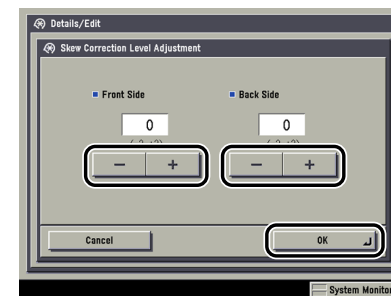 Details/Edit
Skew Correction Level Adjustment
Front Side
Back Side
0
0
− +
− +
Cancel
OK
System Monitor